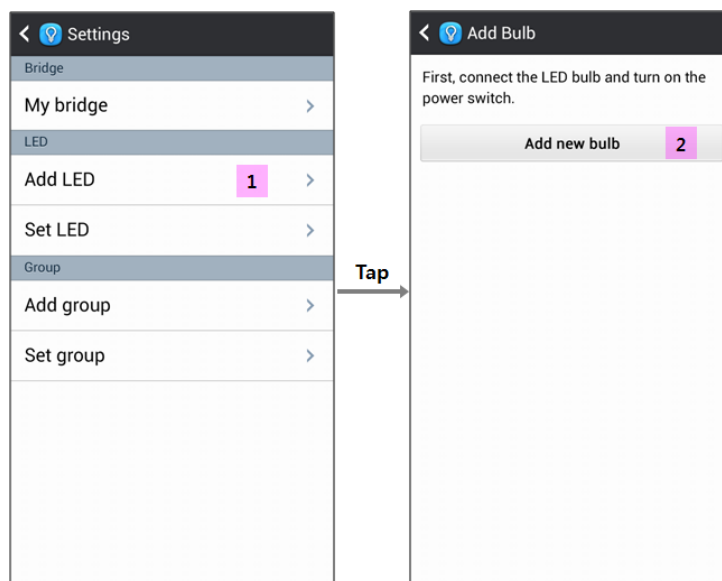 Settings
Bridge
My bridge
LED
Add LED
1
Set LED
Group
Add group
Set group
Tap
Add Bulb
First, connect the LED bulb and turn on the
power switch.
Add new bulb
2